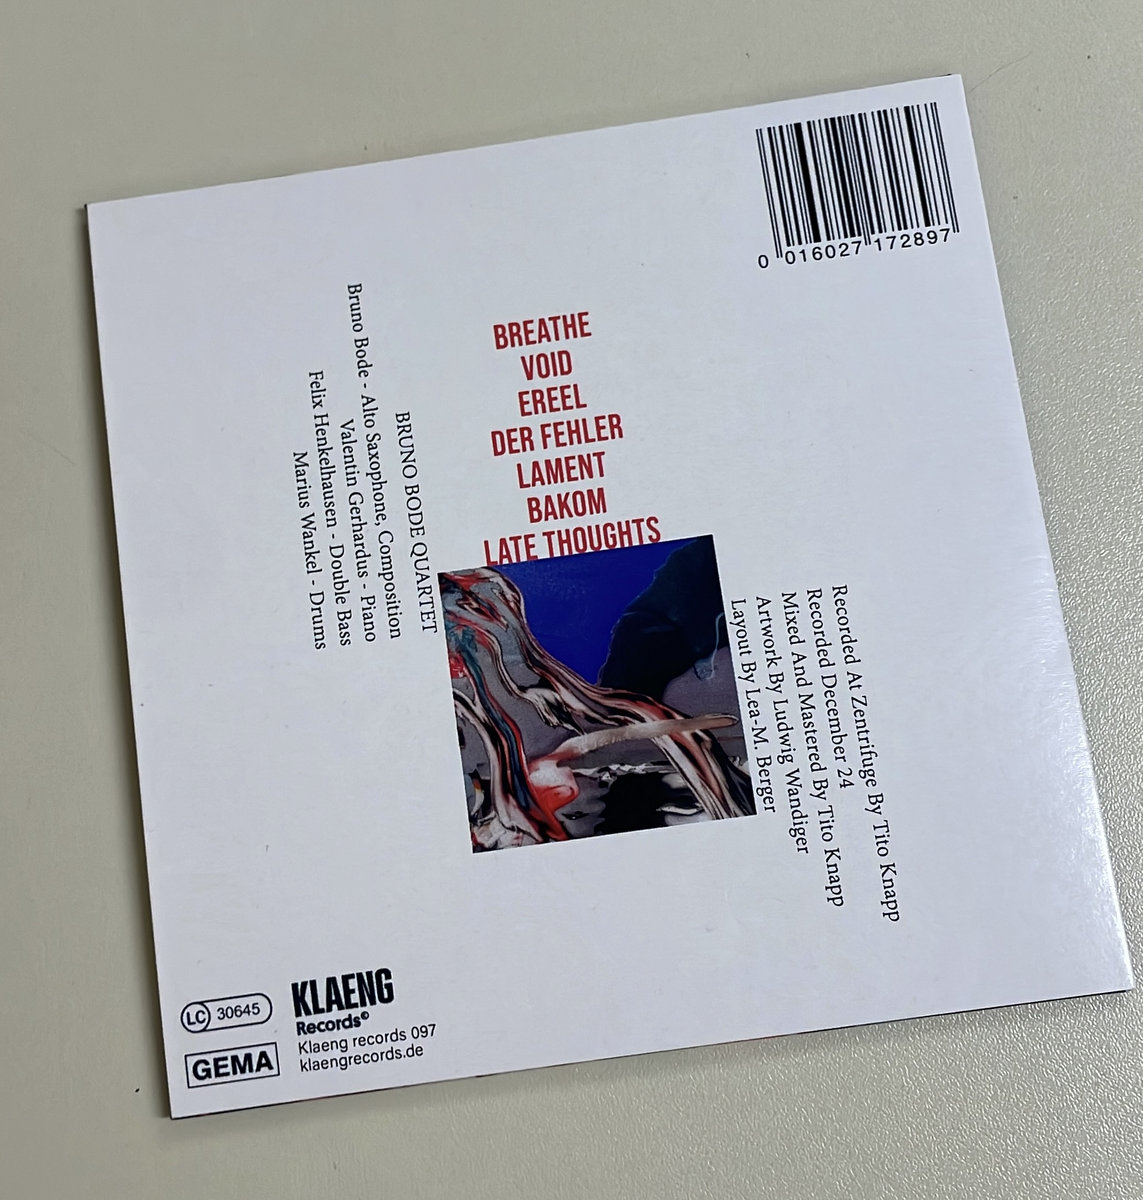 0 016027 172897
BREATHE
VOID
EREEL
DER FEHLER
LAMENT
BAKOM
LATE THOUGHTS
BRUNO BODE QUARTET
Bruno Bode - Alto Saxophone, Composition
Valentin Gerhardus - Piano
Felix Henkelhausen - Double Bass
Marius Wankel - Drums
Recorded At Zentrifuge By Tito Knapp
Recorded December 24
Mixed And Mastered By Tito Knapp
Artwork By Ludwig Wandiger
Layout By Lea-M. Berger
LC 30645
GEMA
KLAENG
Records©
Klaeng records 097
klaengrecords.de